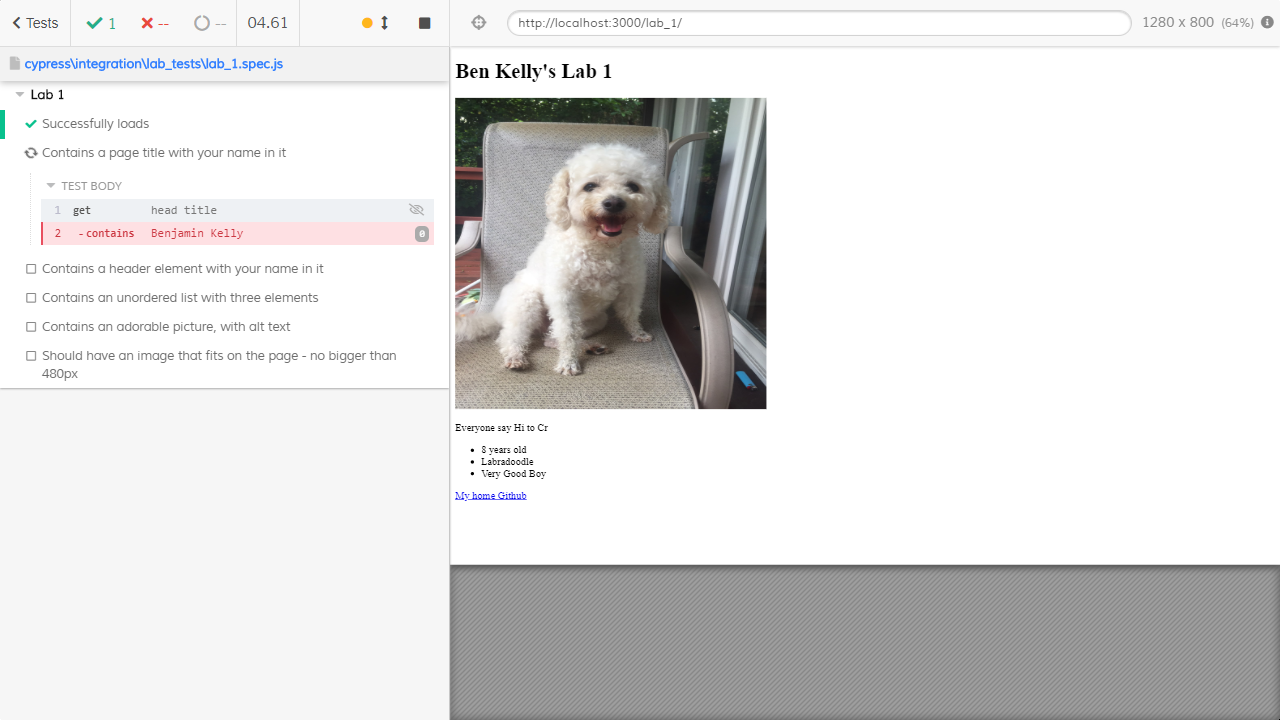 Tests 1 -- -- 04.61
http://localhost:3000/lab_1/ 1280 x 800 (64%)
cypress\integration\lab_tests\lab_1.spec.js
Lab 1
Successfully loads
Contains a page title with your name in it
TEST BODY
1 get head title
2 -contains Benjamin Kelly 0
Contains a header element with your name in it
Contains an unordered list with three elements
Contains an adorable picture, with alt text
Should have an image that fits on the page - no bigger than
480px
Ben Kelly's Lab 1
Everyone say Hi to Cr
8 years old
Labradoodle
Very Good Boy
My home Github